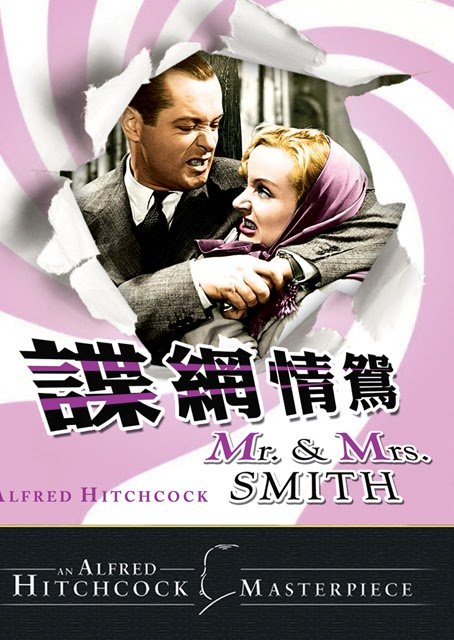 諜網情鴛
Mr. & Mrs.
SMITH
ALFRED HITCHCOCK
AN ALFRED
HITCHCOCK MASTERPIECE